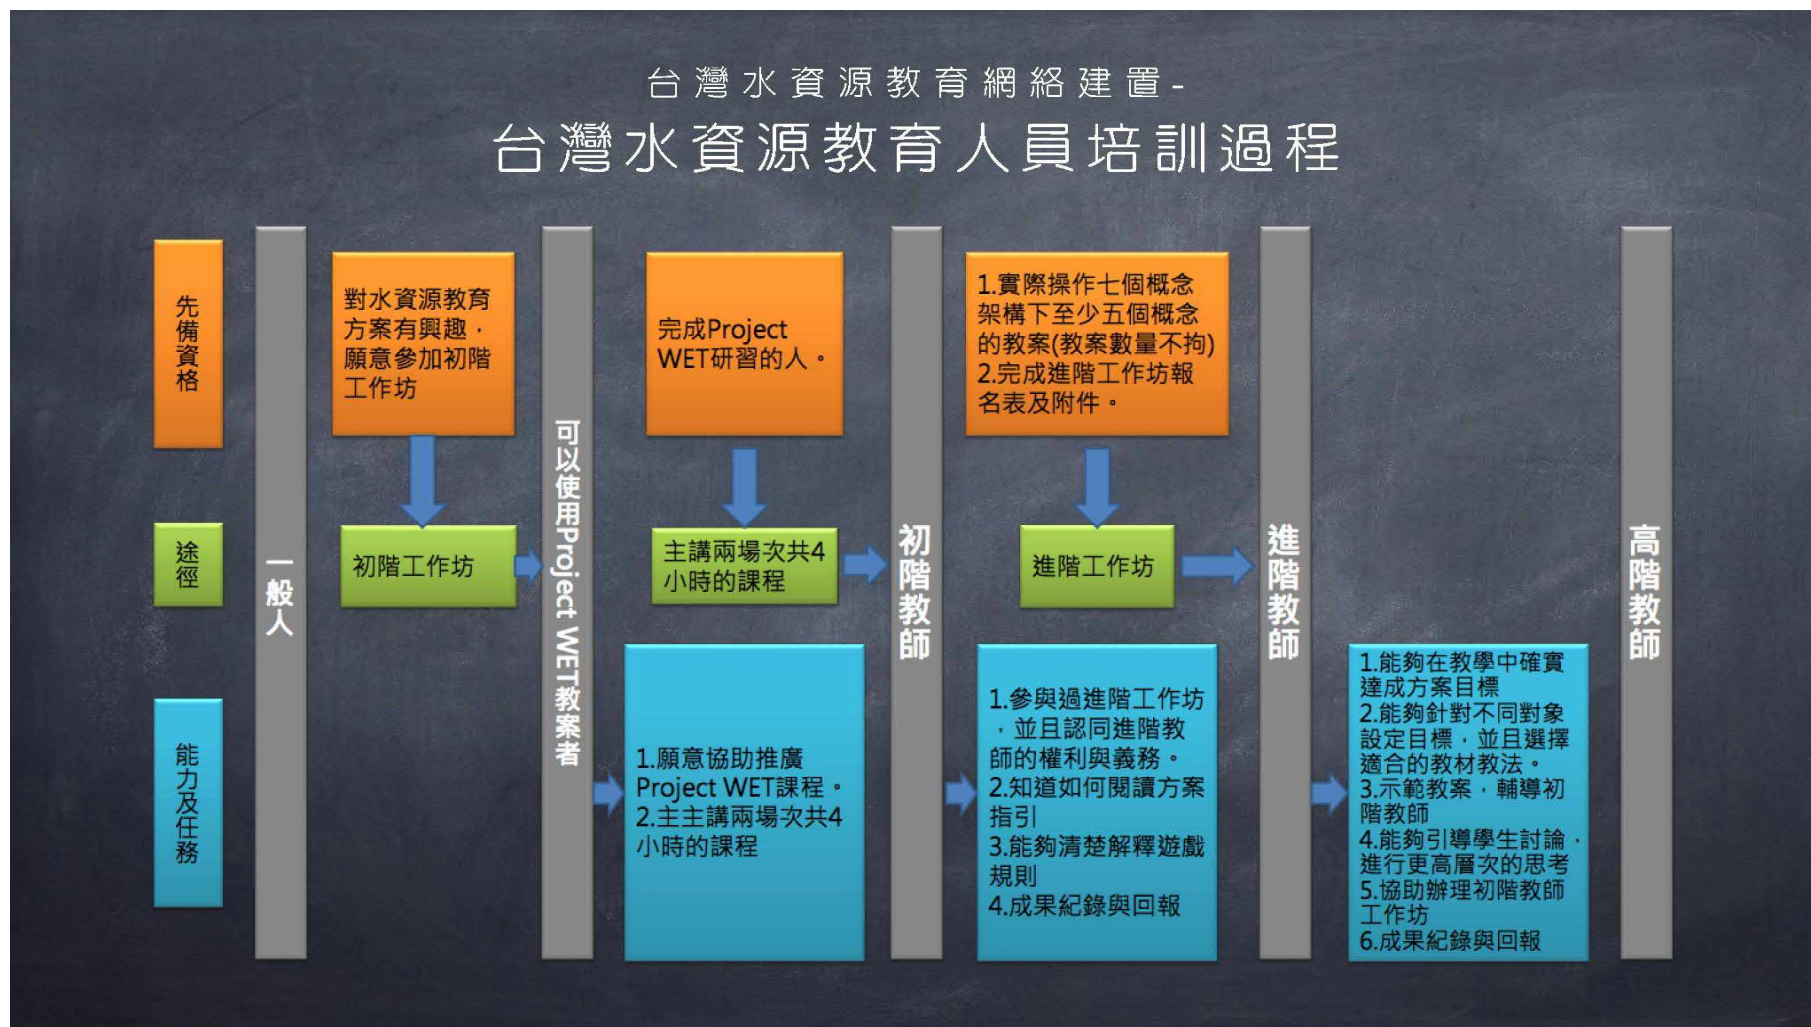 台灣水資源教育網絡建置-
台灣水資源教育人員培訓過程
先備資格
途徑
能力及任務
一般人
對水資源教育
方案有興趣，
願意參加初階
工作坊
初階工作坊
可以使用Project WET教案者
完成Project
WET研習的人。
主講兩場次共4
小時的課程
1.願意協助推廣
Project WET課程。
2.主主講兩場次共4
小時的課程
初階教師
1.實際操作七個概念
架構下至少五個概念
的教案(教案數量不拘)
2.完成進階工作坊報
名表及附件。
進階工作坊
1.參與過進階工作坊
，並且認同進階教
師的權利與義務。
2.知道如何閱讀方案
指引
3.能夠清楚解釋遊戲
規則
4.成果紀錄與回報
進階教師
1.能夠在教學中確實
達成方案目標
2.能夠針對不同對象
設定目標，並且選擇
適合的教材教法。
3.示範教案，輔導初
階教師
4.能夠引導學生討論，
進行更高層次的思考
5.協助辦理初階教師
工作坊
6.成果紀錄與回報
高階教師